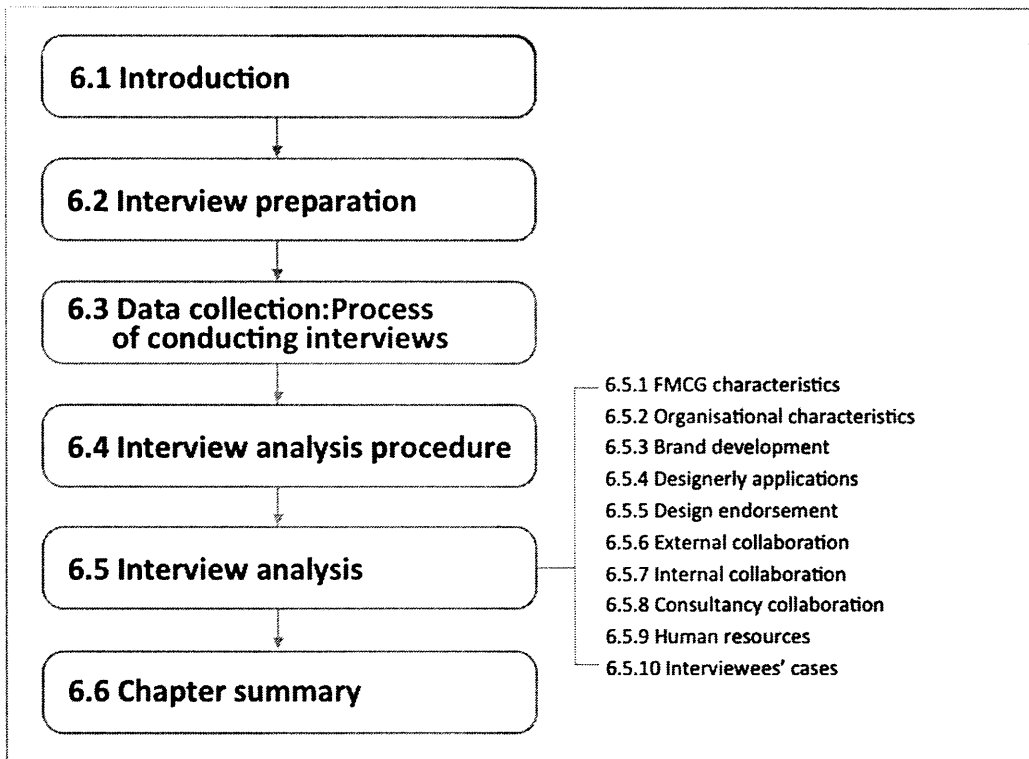 6.1 Introduction
6.2 Interview preparation
6.3 Data collection:Process
of conducting interviews
6.4 Interview analysis procedure
6.5 Interview analysis
6.5.1 FMCG characteristics
6.5.2 Organisational characteristics
6.5.3 Brand development
6.5.4 Designerly applications
6.5.5 Design endorsement
6.5.6 External collaboration
6.5.7 Internal collaboration
6.5.8 Consultancy collaboration
6.5.9 Human resources
6.5.10 Interviewees' cases
6.6 Chapter summary